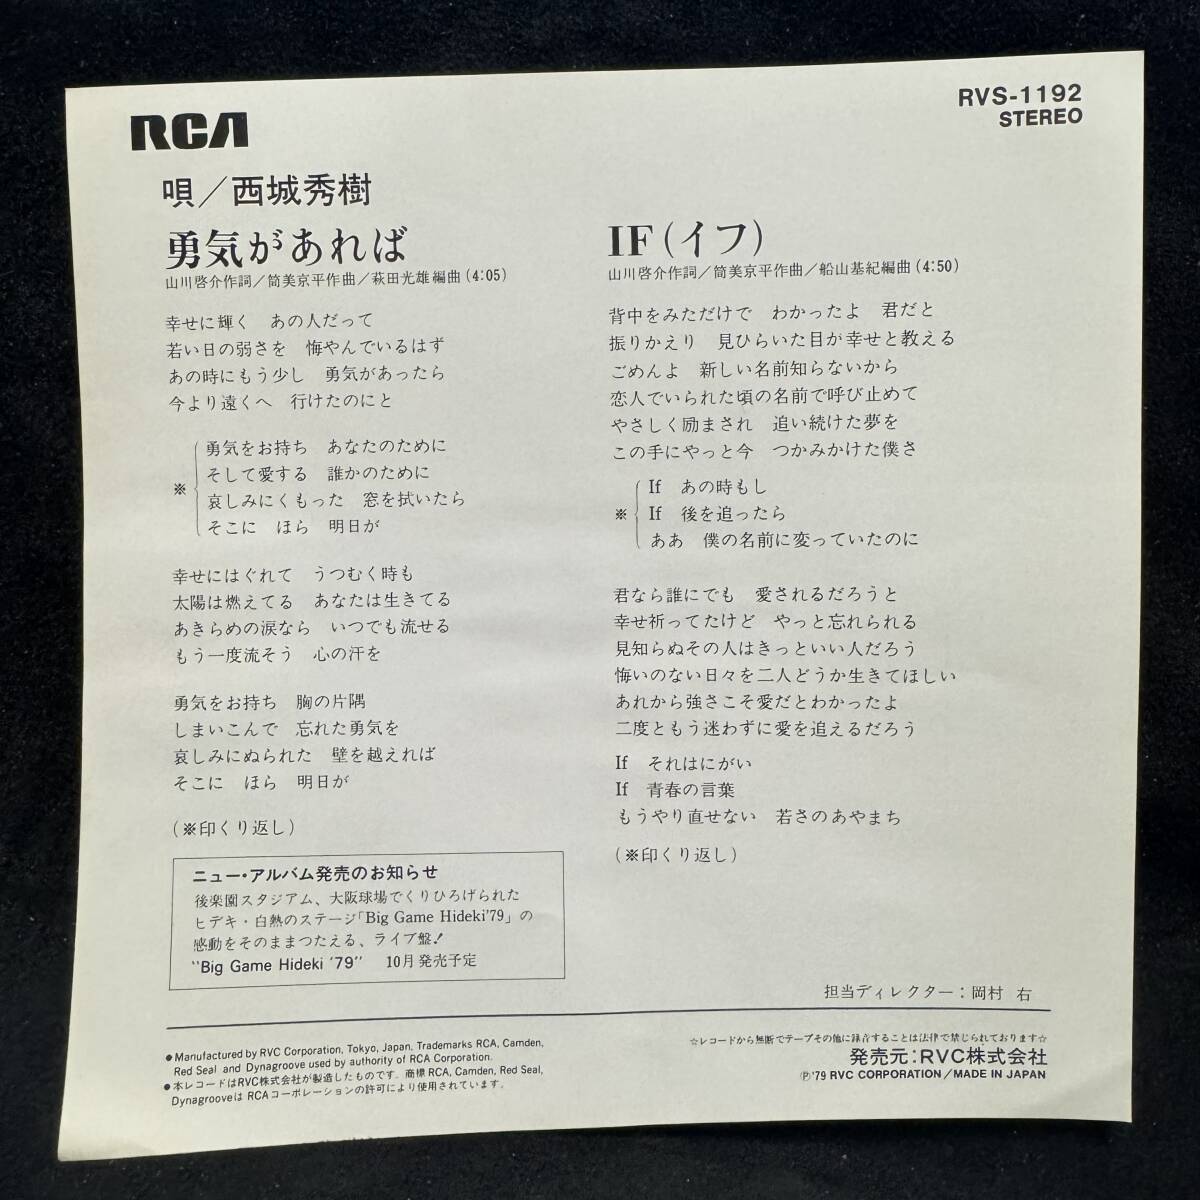 RCA
RVS-1192
STEREO
唄／西城秀樹
勇気があれば
山川啓介作詞／筒美京平作曲／萩田光雄編曲(4:05)
幸せに輝く　あの人だって
若い日の弱さを　悔やんでいるはず
あの時にもう少し　勇気があったら
今より遠くへ　行けたのにと
※
勇気をお持ち　あなたのために
そして愛する　誰かのために
哀しみにくもった　窓を拭いたら
そこに　ほら　明日が
幸せにはぐれて　うつむく時も
太陽は燃えてる　あなたは生きてる
あきらめの涙なら　いつでも流せる
もう一度流そう　心の汗を
勇気をお持ち　胸の片隅
しまいこんで　忘れた勇気を
哀しみにぬられた　壁を越えれば
そこに　ほら　明日が
(※印くり返し)
ニュー・アルバム発売のお知らせ
後楽園スタジアム、大阪球場でくりひろげられた
ヒデキ・白熱のステージ「Big Game Hideki'79」の
感動をそのままつたえる、ライブ盤!
"Big Game Hideki '79"　10月発売予定
IF(イフ)
山川啓介作詞／筒美京平作曲／船山基紀編曲(4:50)
背中をみただけで　わかったよ　君だと
振りかえり　見ひらいた目が幸せと教える
ごめんよ　新しい名前知らないから
恋人でいられた頃の名前で呼び止めて
やさしく励まされ　追い続けた夢を
この手にやっと今　つかみかけた僕さ
※
If　あの時もし
If　後を追ったら
ああ　僕の名前に変っていたのに
君なら誰にでも　愛されるだろうと
幸せ祈ってたけど　やっと忘れられる
見知らぬその人はきっといい人だろう
悔いのない日々を二人どうか生きてほしい
あれから強さこそ愛だとわかったよ
二度ともう迷わずに愛を追えるだろう
If　それはにがい
If　青春の言葉
もうやり直せない　若さのあやまち
(※印くり返し)
担当ディレクター：岡村　右
●Manufactured by RVC Corporation, Tokyo, Japan, Trademarks RCA, Camden,
Red Seal and Dynagroove used by authority of RCA Corporation.
●本レコードはRVC株式会社が製造したものです。商標RCA, Camden, Red Seal,
DynagrooveはRCAコーポレーションの許可により使用されています。
☆レコードから無断でテープその他に録音することは法律で禁じられております☆
発売元：RVC株式会社
Ⓟ'79 RVC CORPORATION／MADE IN JAPAN